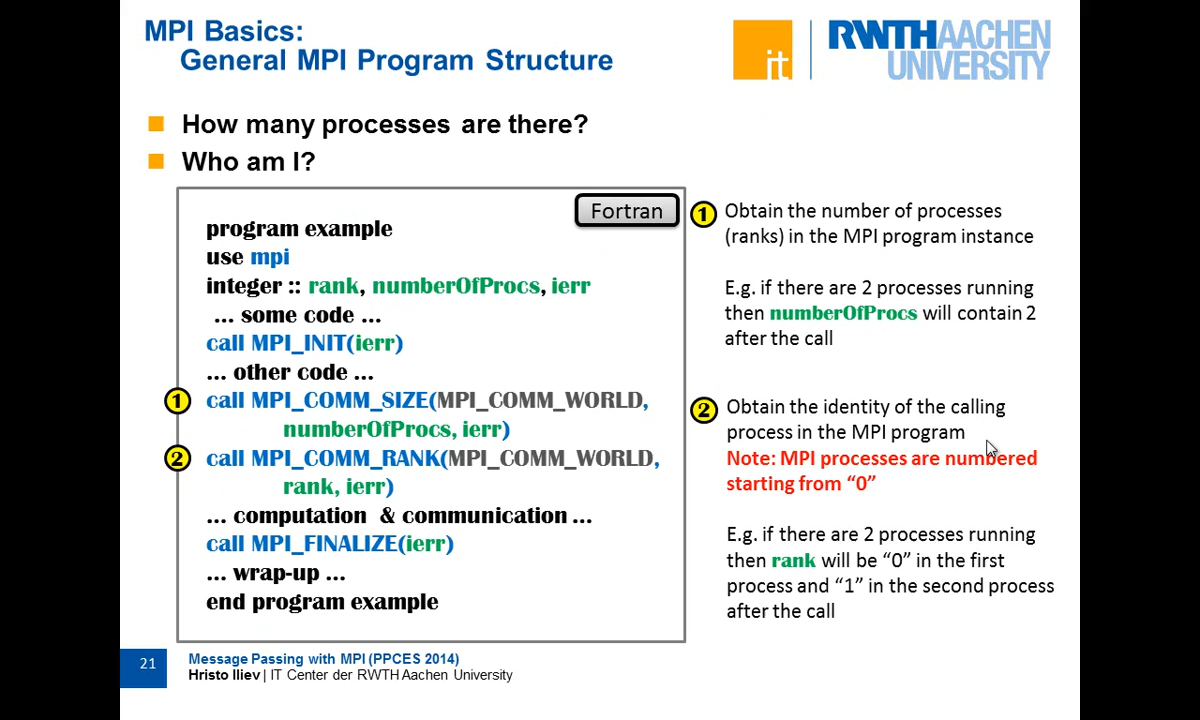 MPI Basics:
General MPI Program Structure
it
RWTHAACHEN
UNIVERSITY
How many processes are there?
Who am I?
Fortran
program example
use mpi
integer :: rank, numberOfProcs, ierr
... some code ...
call MPI_INIT(ierr)
... other code ...
1 call MPI_COMM_SIZE(MPI_COMM_WORLD,
numberOfProcs, ierr)
2 call MPI_COMM_RANK(MPI_COMM_WORLD,
rank, ierr)
... computation & communication ...
call MPI_FINALIZE(ierr)
... wrap-up ...
end program example
1 Obtain the number of processes
(ranks) in the MPI program instance
E.g. if there are 2 processes running
then numberOfProcs will contain 2
after the call
2 Obtain the identity of the calling
process in the MPI program
Note: MPI processes are numbered
starting from “0”
E.g. if there are 2 processes running
then rank will be “0” in the first
process and “1” in the second process
after the call
21
Message Passing with MPI (PPCES 2014)
Hristo Iliev | IT Center der RWTH Aachen University